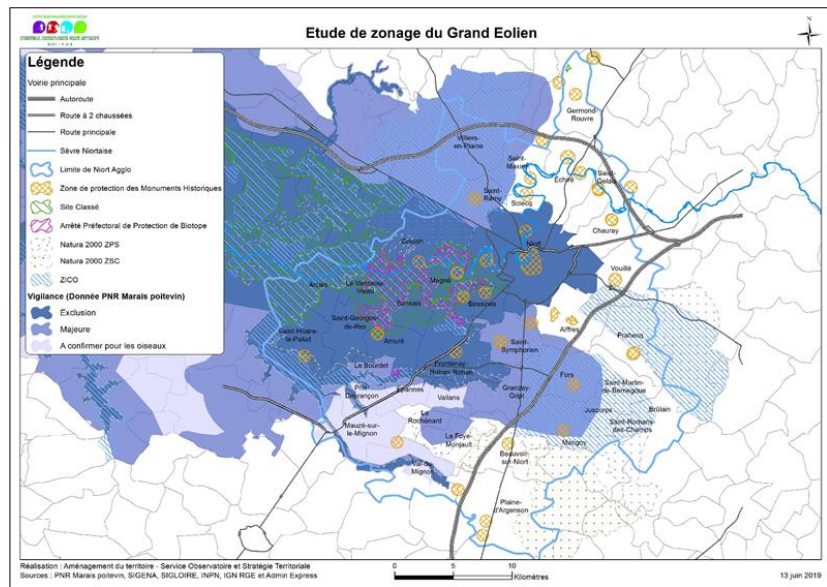 Etude de zonage du Grand Eolien
N
Légende
Voirie principale
Autoroute
Route à 2 chaussées
Route principale
Sèvre Niortaise
Limite de Niort Agglo
Zone de protection des Monuments Historiques
Site Classé
Arrêté Préfectoral de Protection de Biotope
Natura 2000 ZPS
Natura 2000 ZSC
ZICO
Vigilance (Donnée PNR Marais poitevin)
Exclusion
Majeure
A confirmer pour les oiseaux
Germond-
Rouvre
Villiers-
en-Plaine
Saint-
Maxire
Echiré
Saint-
Gelais
Saint-
Rémy
Sciecq
Chauray
Niort
Coulon
Vouillé
Arçais
Le Vanneau-
Irleau
Magné
Sansais
Bessines
Saint-Georges-
de-Rex
Amuré
Saint-Hilaire-
la-Palud
Aiffres
Prahecq
Saint-
Symphorien
Frontenay-
Rohan-Rohan
Le Bourdet
Prin-
Deyrançon
Epannes
Vallans
Granzay-
Gript
Fors
Saint-Martin-
de-Bernegoue
Juscorps
Brûlain
Saint-Romans-
des-Champs
La
Rochénard
Mauzé-sur-
le-Mignon
La Foye-
Monjault
Marigny
Beauvoir-
sur-Niort
Val-du-
Mignon
Plaine-
d'Argenson
Réalisation : Aménagement du territoire - Service Observatoire et Stratégie Territoriale
Sources : PNR Marais poitevin, SIGENA, SIGLOIRE, INPN, IGN RGE et Admin Express
0 5 10
Kilomètres
13 juin 2019